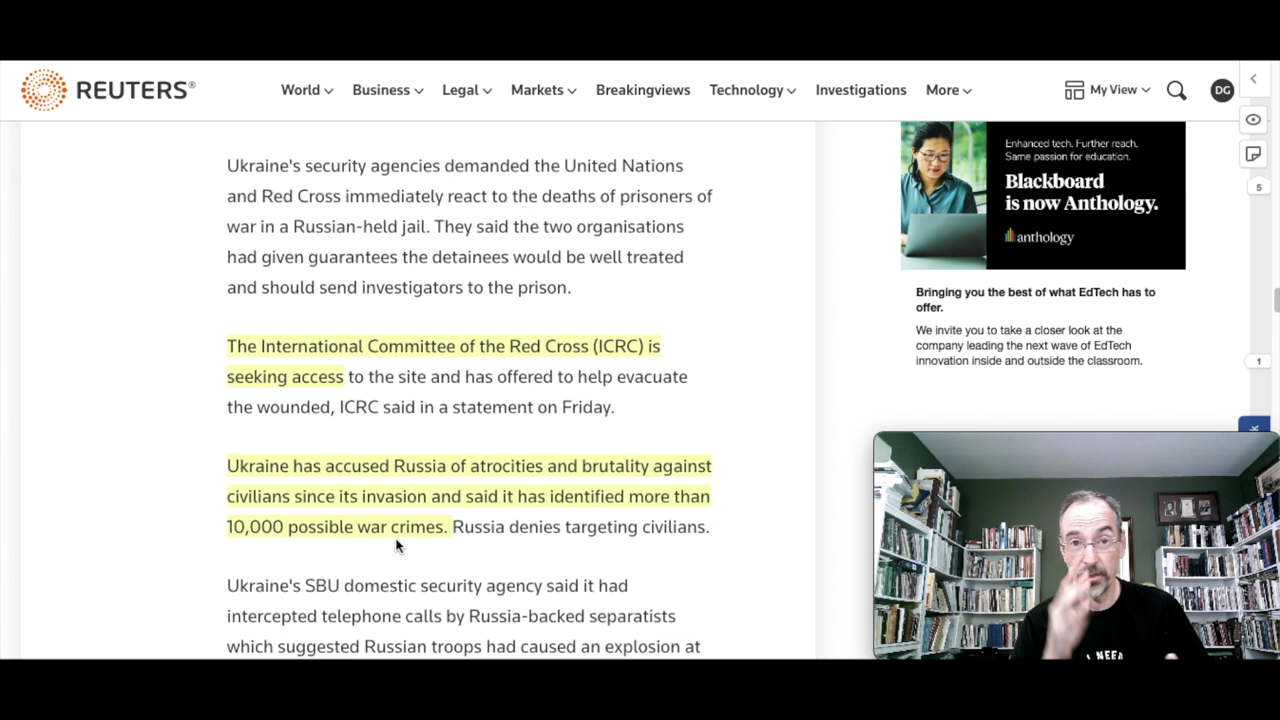 REUTERS®
World
Business
Legal
Markets
Breakingviews
Technology
Investigations
More
My View
DG
Ukraine's security agencies demanded the United Nations
and Red Cross immediately react to the deaths of prisoners of
war in a Russian-held jail. They said the two organisations
had given guarantees the detainees would be well treated
and should send investigators to the prison.
The International Committee of the Red Cross (ICRC) is
seeking access to the site and has offered to help evacuate
the wounded, ICRC said in a statement on Friday.
Ukraine has accused Russia of atrocities and brutality against
civilians since its invasion and said it has identified more than
10,000 possible war crimes. Russia denies targeting civilians.
Ukraine's SBU domestic security agency said it had
intercepted telephone calls by Russia-backed separatists
which suggested Russian troops had caused an explosion at
Enhanced tech. Further reach.
Same passion for education.
Blackboard
is now Anthology.
anthology
Bringing you the best of what EdTech has to
offer.
We invite you to take a closer look at the
company leading the next wave of EdTech
innovation inside and outside the classroom.
5
1
I NEED